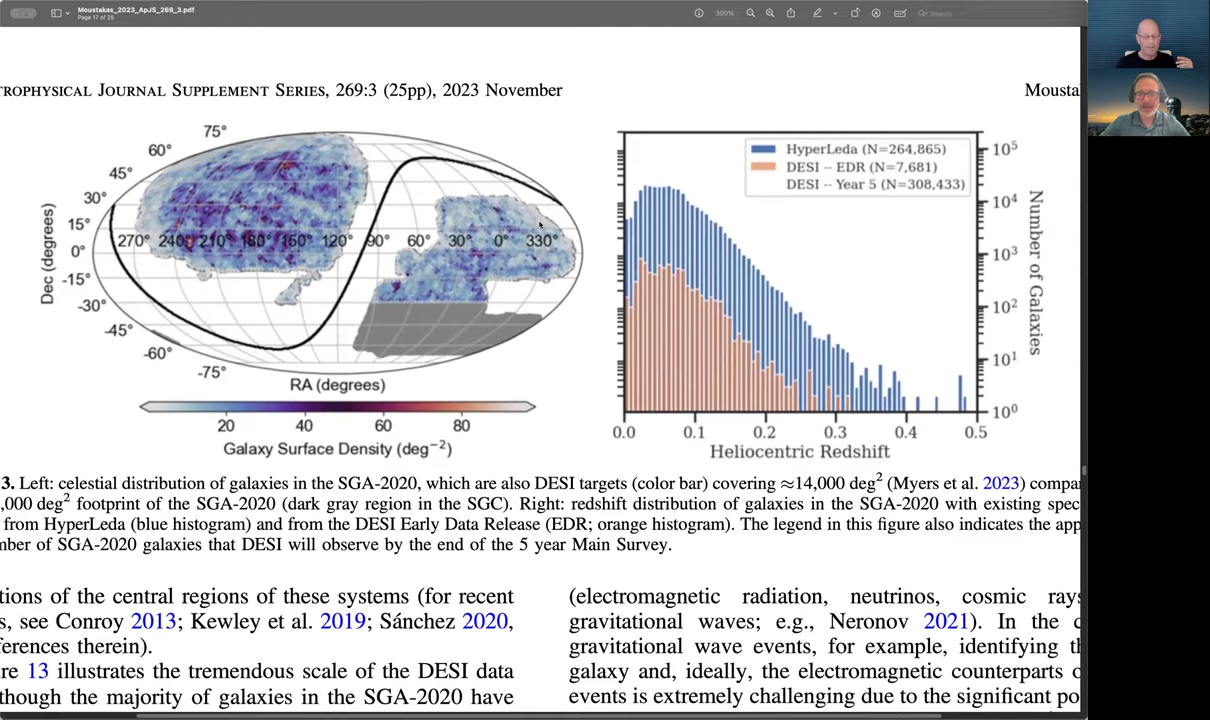 Moustakas_2023_ApJS_269_3.pdf
Page 17 of 25
300%
Search
TROPHYSICAL JOURNAL SUPPLEMENT SERIES, 269:3 (25pp), 2023 November
Mousta
75°
60°
45°
30°
15°
0°
-15°
-30°
-45°
-60°
-75°
270° 240° 210° 180° 150° 120° 90° 60° 30° 0° 330°
Dec (degrees)
RA (degrees)
20 40 60 80
Galaxy Surface Density (deg⁻²)
HyperLeda (N=264,865)
DESI -- EDR (N=7,681)
DESI -- Year 5 (N=308,433)
10⁵
10⁴
10³
10²
10¹
10⁰
Number of Galaxies
0.0 0.1 0.2 0.3 0.4 0.5
Heliocentric Redshift
3. Left: celestial distribution of galaxies in the SGA-2020, which are also DESI targets (color bar) covering ≈14,000 deg² (Myers et al. 2023) compa
,000 deg² footprint of the SGA-2020 (dark gray region in the SGC). Right: redshift distribution of galaxies in the SGA-2020 with existing spec
from HyperLeda (blue histogram) and from the DESI Early Data Release (EDR; orange histogram). The legend in this figure also indicates the app
mber of SGA-2020 galaxies that DESI will observe by the end of the 5 year Main Survey.
tions of the central regions of these systems (for recent
s, see Conroy 2013; Kewley et al. 2019; Sánchez 2020,
ferences therein).
re 13 illustrates the tremendous scale of the DESI data
though the majority of galaxies in the SGA-2020 have
(electromagnetic radiation, neutrinos, cosmic rays
gravitational waves; e.g., Neronov 2021). In the c
gravitational wave events, for example, identifying th
galaxy and, ideally, the electromagnetic counterparts o
events is extremely challenging due to the significant po